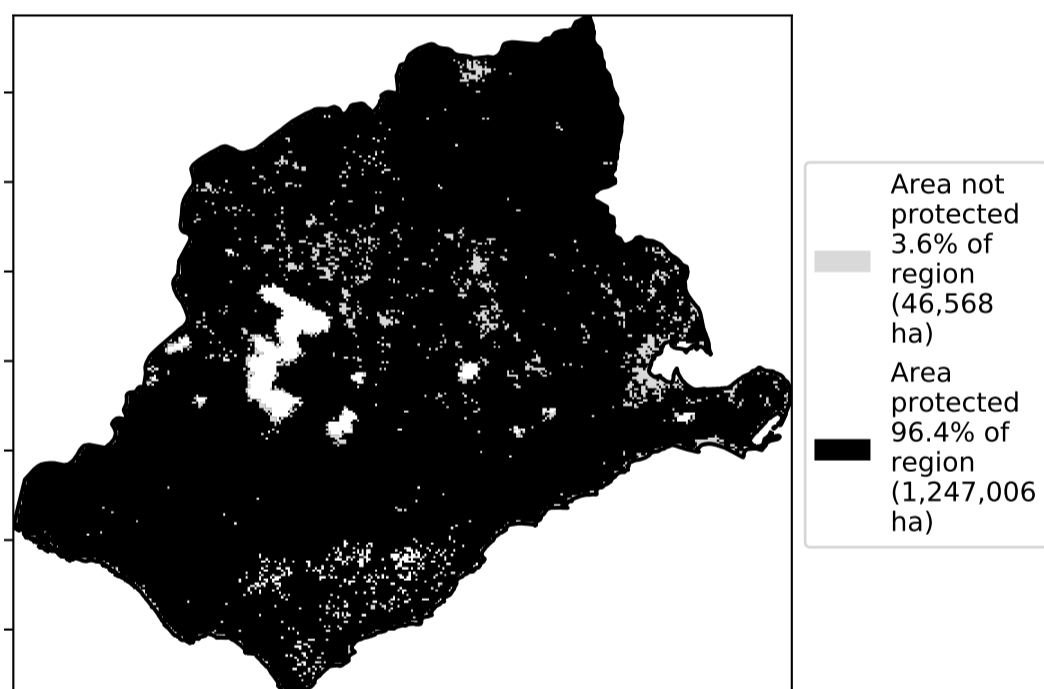 Area not
protected
3.6% of
region
(46,568
ha)
Area
protected
96.4% of
region
(1,247,006
ha)